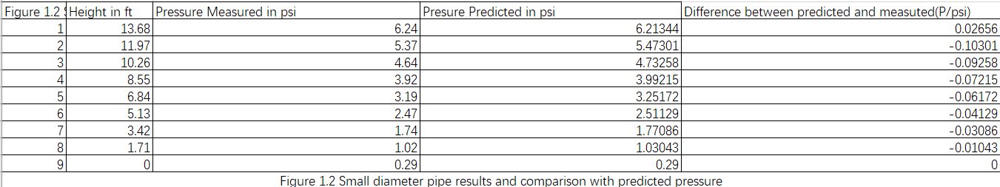 Figure 1.2 Height in ft Pressure Measured in psi Presure Predicted in psi Difference between predicted and measuted(P/psi)
1 13.68 6.24 6.21344 0.02656
2 11.97 5.37 5.47301 -0.10301
3 10.26 4.64 4.73258 -0.09258
4 8.55 3.92 3.99215 -0.07215
5 6.84 3.19 3.25172 -0.06172
6 5.13 2.47 2.51129 -0.04129
7 3.42 1.74 1.77086 -0.03086
8 1.71 1.02 1.03043 -0.01043
9 0 0.29 0.29 0
Figure 1.2 Small diameter pipe results and comparison with predicted pressure